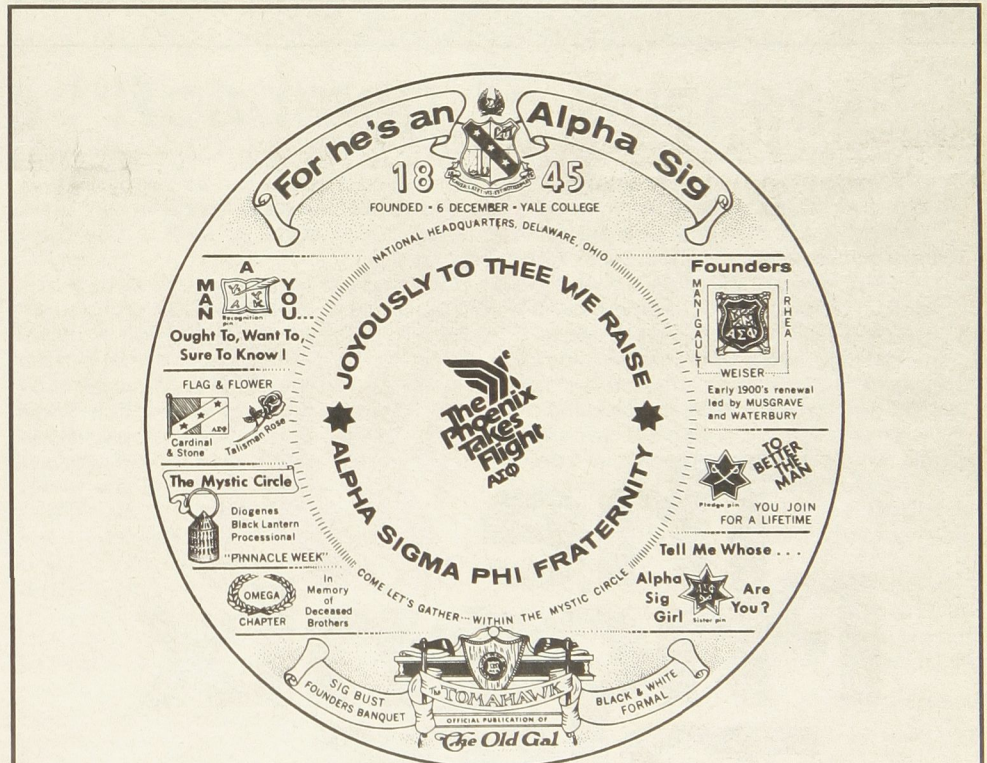 For he's an Alpha Sig
1845
FOUNDED • 6 DECEMBER • YALE COLLEGE
NATIONAL HEADQUARTERS, DELAWARE, OHIO
JOYOUSLY TO THEE WE RAISE
ALPHA SIGMA PHI FRATERNITY
The
Phoenix
Takes
Flight
ΑΣΦ
COME LET'S GATHER--WITHIN THE MYSTIC CIRCLE
A
MAN
YOU...
Recognition
pin
Ought To, Want To,
Sure To Know!
FLAG & FLOWER
ΑΣΦ
Cardinal
& Stone
Talisman Rose
The Mystic Circle
Diogenes
Black Lantern
Processional
"PINNACLE WEEK"
OMEGA
CHAPTER
In
Memory
of
Deceased
Brothers
Founders
MANIGAULT
RHEA
ΑΣΦ
WEISER
Early 1900's renewal
led by MUSGRAVE
and WATERBURY
TO
BETTER
THE
MAN
Pledge pin
YOU JOIN
FOR A LIFETIME
Tell Me Whose . . .
Alpha
Sig
Girl
Sister pin
Are
You?
SIG BUST
FOUNDERS BANQUET
The TOMAHAWK
OFFICIAL PUBLICATION OF
The Old Gal
BLACK & WHITE
FORMAL